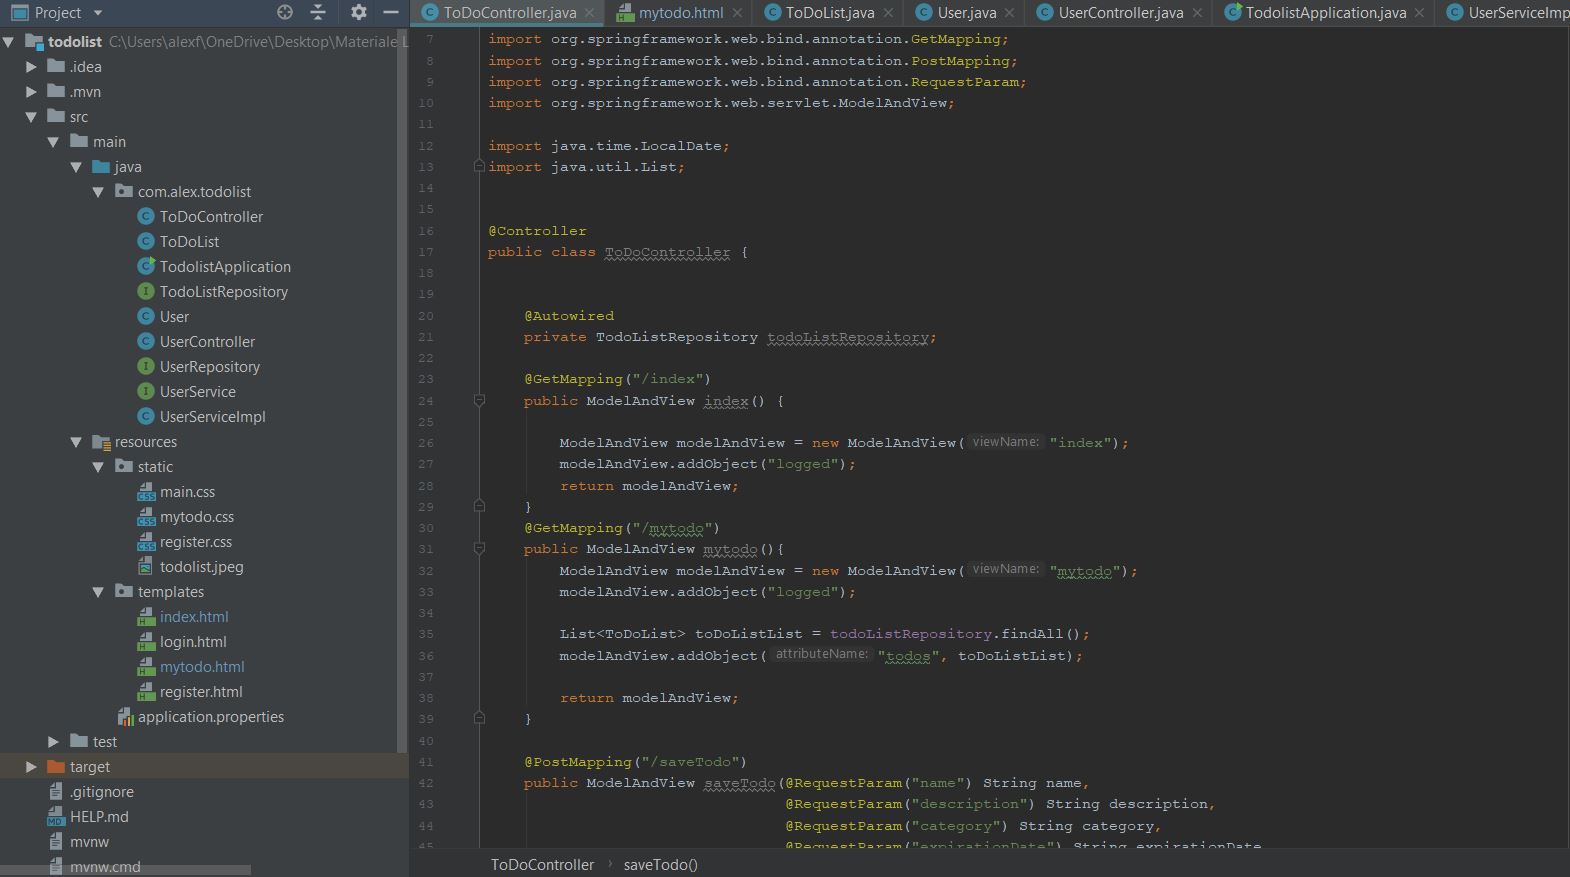 Project
ToDoController.java
mytodo.html
ToDoList.java
User.java
UserController.java
TodolistApplication.java
UserServiceImp
todolist C:\Users\alexf\OneDrive\Desktop\Materiale L
.idea
.mvn
src
main
java
com.alex.todolist
ToDoController
ToDoList
TodolistApplication
TodoListRepository
User
UserController
UserRepository
UserService
UserServiceImpl
resources
static
main.css
mytodo.css
register.css
todolist.jpeg
templates
index.html
login.html
mytodo.html
register.html
application.properties
test
target
.gitignore
HELP.md
mvnw
mvnw.cmd
7 import org.springframework.web.bind.annotation.GetMapping;
8 import org.springframework.web.bind.annotation.PostMapping;
9 import org.springframework.web.bind.annotation.RequestParam;
10 import org.springframework.web.servlet.ModelAndView;
11
12 import java.time.LocalDate;
13 import java.util.List;
14
15
16 @Controller
17 public class ToDoController {
18
19
20 @Autowired
21 private TodoListRepository todoListRepository;
22
23 @GetMapping("/index")
24 public ModelAndView index() {
25
26 ModelAndView modelAndView = new ModelAndView( viewName: "index");
27 modelAndView.addObject("logged");
28 return modelAndView;
29 }
30 @GetMapping("/mytodo")
31 public ModelAndView mytodo(){
32 ModelAndView modelAndView = new ModelAndView( viewName: "mytodo");
33 modelAndView.addObject("logged");
34
35 List<ToDoList> toDoListList = todoListRepository.findAll();
36 modelAndView.addObject( attributeName: "todos", toDoListList);
37
38 return modelAndView;
39 }
40
41 @PostMapping("/saveTodo")
42 public ModelAndView saveTodo(@RequestParam("name") String name,
43 @RequestParam("description") String description,
44 @RequestParam("category") String category,
45 @RequestParam("expirationDate") String expirationDate
ToDoController › saveTodo()